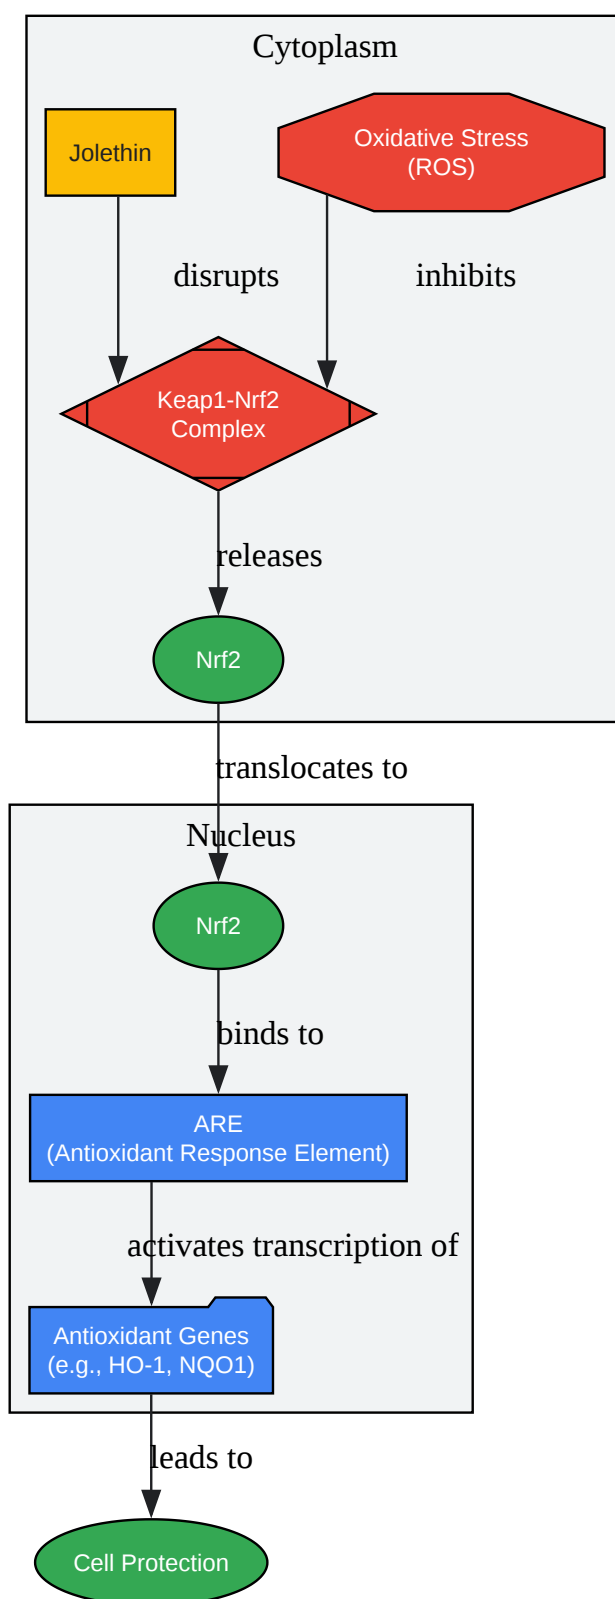 Cytoplasm
Jolethin
Oxidative Stress
(ROS)
disrupts
inhibits
Keap1-Nrf2
Complex
releases
Nrf2
translocates to
Nucleus
Nrf2
binds to
ARE
(Antioxidant Response Element)
activates transcription of
Antioxidant Genes
(e.g., HO-1, NQO1)
leads to
Cell Protection